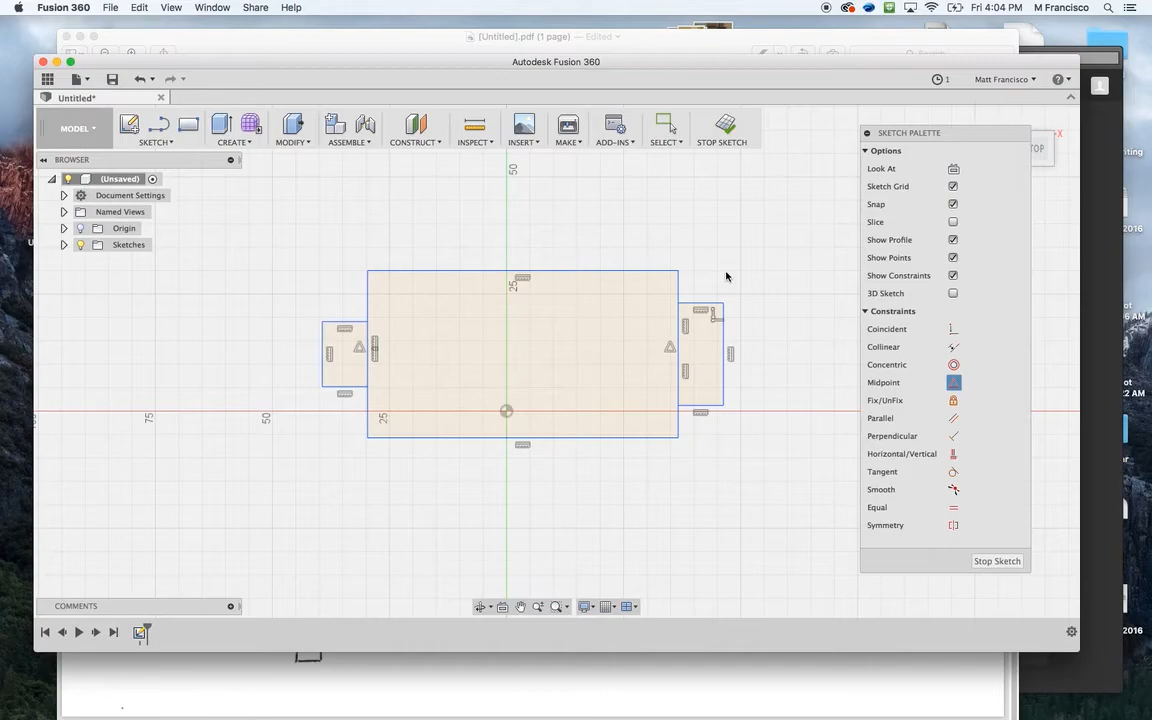 Fusion 360 File Edit View Window Share Help Fri 4:04 PM M Francisco
[Untitled].pdf (1 page) – Edited
Autodesk Fusion 360
1 Matt Francisco
Untitled*
MODEL SKETCH CREATE MODIFY ASSEMBLE CONSTRUCT INSPECT INSERT MAKE ADD-INS SELECT STOP SKETCH
BROWSER
(Unsaved)
Document Settings
Named Views
Origin
Sketches
50
25
75
50
25
X
TOP
SKETCH PALETTE
Options
Look At
Sketch Grid
Snap
Slice
Show Profile
Show Points
Show Constraints
3D Sketch
Constraints
Coincident
Collinear
Concentric
Midpoint
Fix/UnFix
Parallel
Perpendicular
Horizontal/Vertical
Tangent
Smooth
Equal
Symmetry
Stop Sketch
COMMENTS
2016
2016